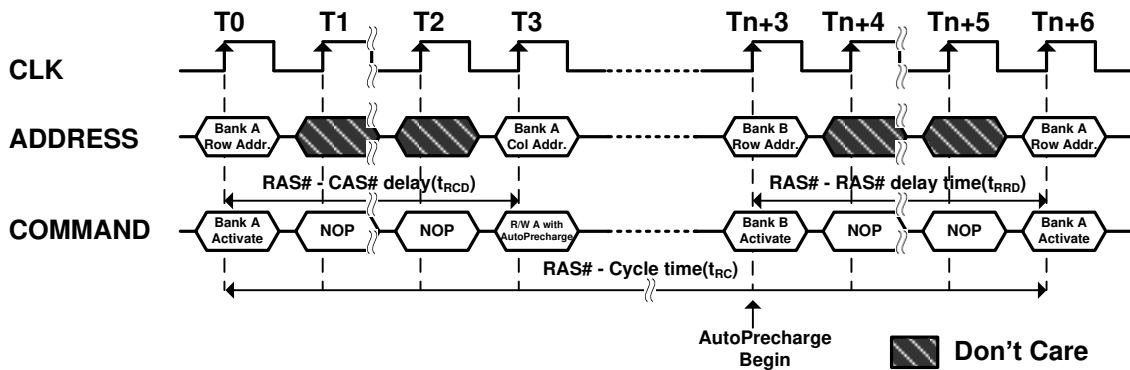 T0 T1 T2 T3 Tn+3 Tn+4 Tn+5 Tn+6
CLK
ADDRESS
Bank A
Row Addr.
Bank A
Col Addr.
Bank B
Row Addr.
Bank A
Row Addr.
RAS# - CAS# delay(tRCD)
RAS# - RAS# delay time(tRRD)
COMMAND
Bank A
Activate
NOP
NOP
R/W A with
AutoPrecharge
Bank B
Activate
NOP
NOP
Bank A
Activate
RAS# - Cycle time(tRC)
AutoPrecharge
Begin
Don't Care